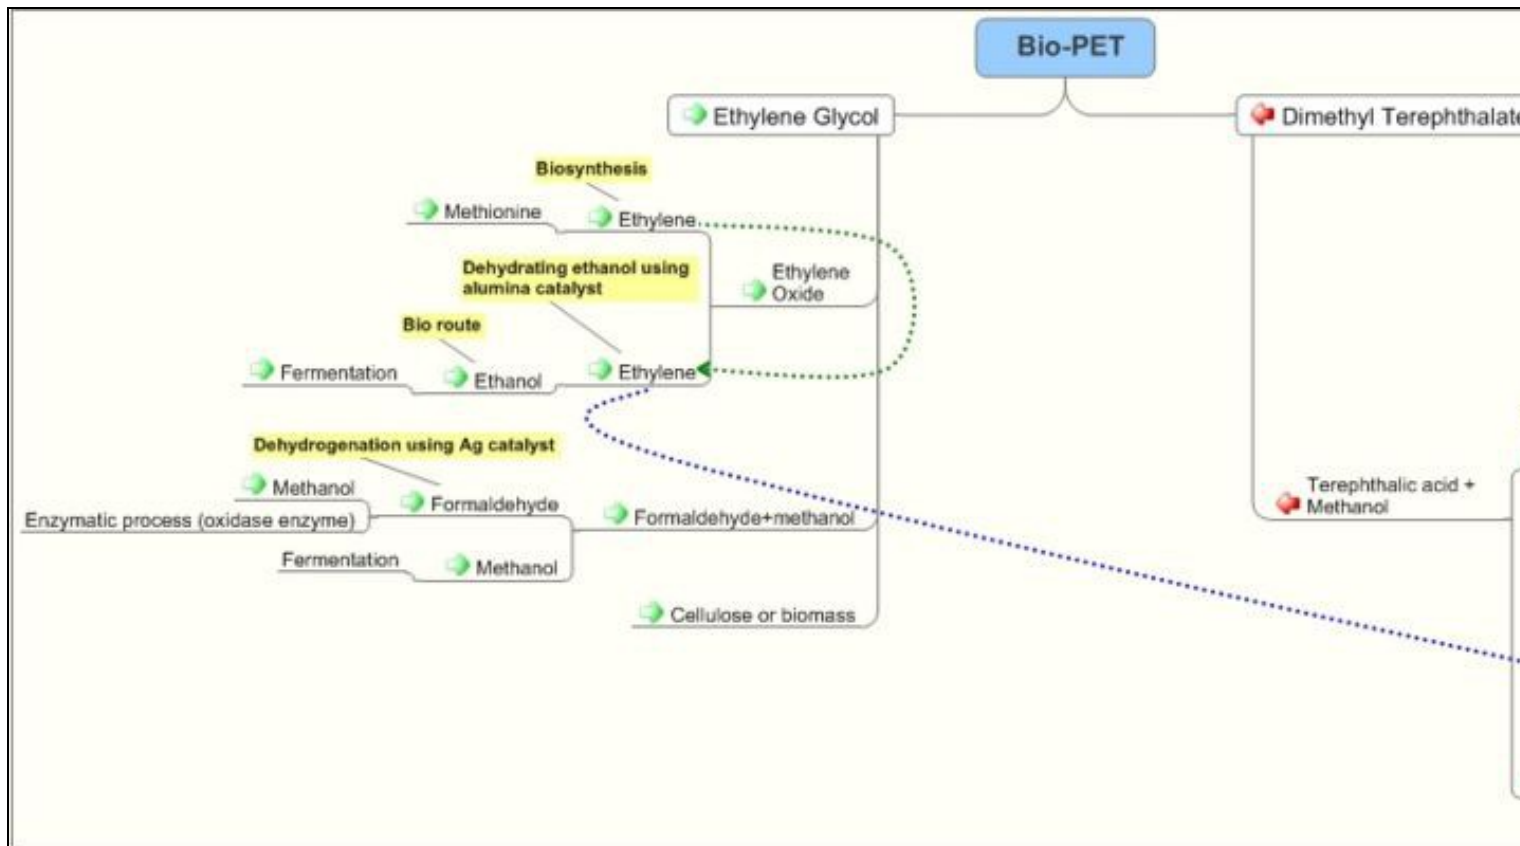 Bio-PET
Ethylene Glycol
Dimethyl Terephthalate
Biosynthesis
Methionine
Ethylene
Dehydrating ethanol using
alumina catalyst
Ethylene
Oxide
Bio route
Fermentation
Ethanol
Ethylene
Dehydrogenation using Ag catalyst
Methanol
Formaldehyde
Enzymatic process (oxidase enzyme)
Formaldehyde+methanol
Fermentation
Methanol
Cellulose or biomass
Terephthalic acid +
Methanol